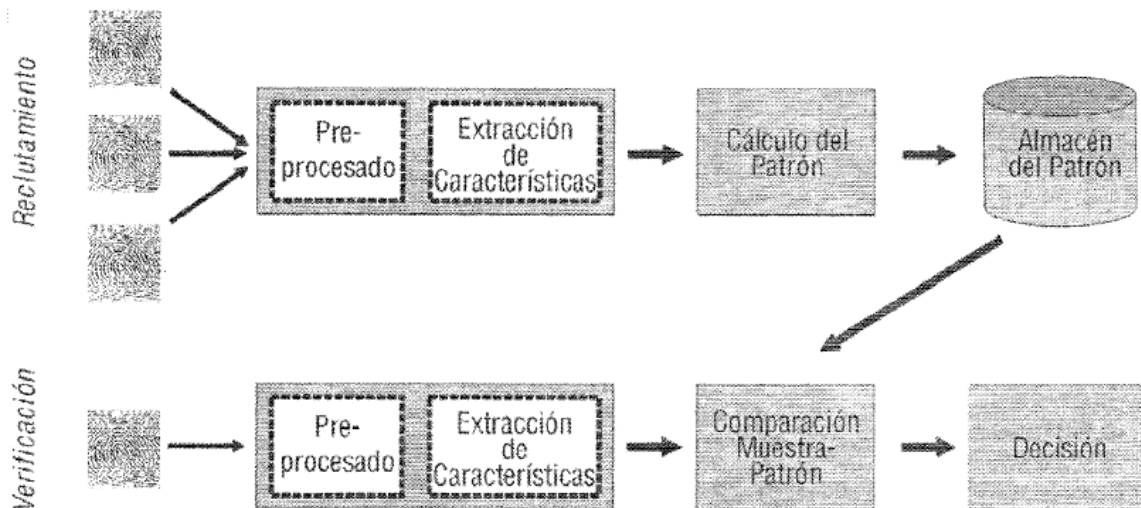 Reclutamiento
Pre-
procesado
Extracción
de
Características
Cálculo del
Patrón
Almacén
del Patrón
Verificación
Pre-
procesado
Extracción
de
Características
Comparación
Muestra-
Patrón
Decisión